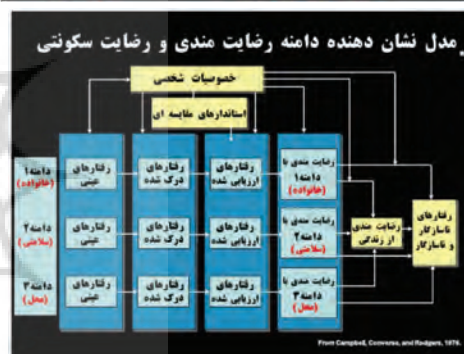 مدل نشان دهنده دامنه رضایت مندی و رضایت سکونتی
خصوصیات شخصی
استاندارهای مقایسه ای
دامنه۱
(خانواده)
رفتارهای
عینی
رفتارهای
درک شده
رفتارهای
ارزیابی شده
رضایت مندی با
دامنه۱
(خانواده)
دامنه۲
(سلامتی)
رفتارهای
عینی
رفتارهای
درک شده
رفتارهای
ارزیابی شده
رضایت مندی با
دامنه۲
(سلامتی)
رضایت مندی
از زندگی
رفتارهای
ناسازگار
و ناسازگار
دامنه۳
(محل)
رفتارهای
عینی
رفتارهای
درک شده
رفتارهای
ارزیابی شده
رضایت مندی با
دامنه۳
(محل)
From Campbell, Converse, and Rodgers, 1976.